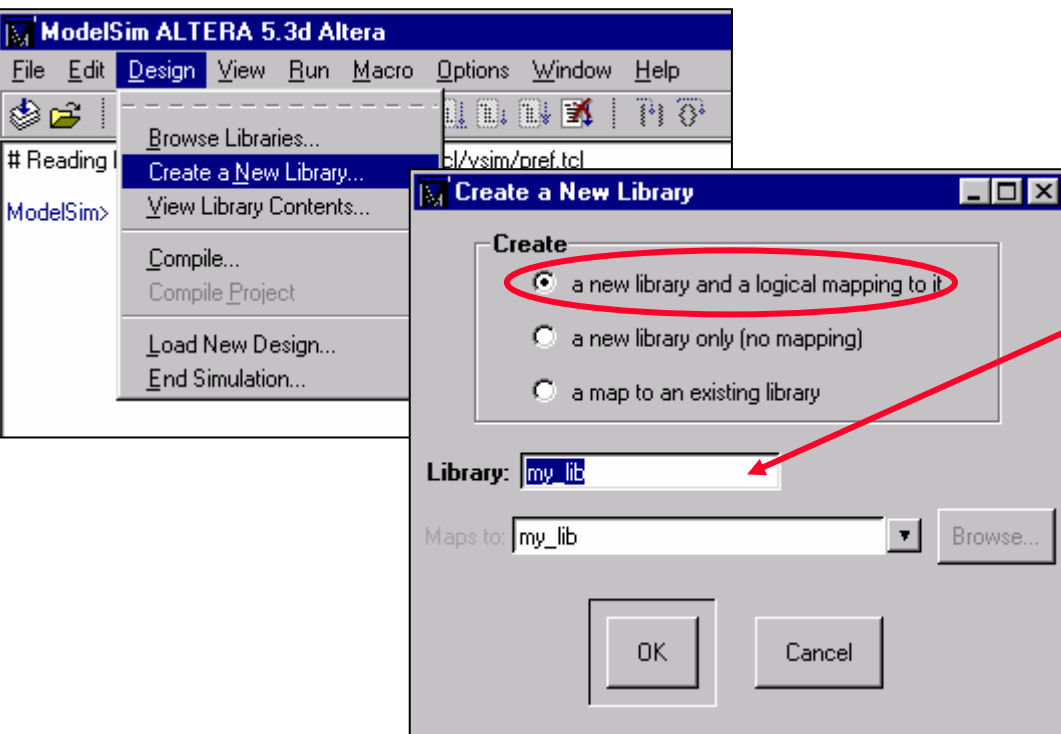 ModelSim ALTERA 5.3d Altera
File Edit Design View Run Macro Options Window Help
Browse Libraries...
# Reading cl/vsim/pref.tcl
Create a New Library...
ModelSim>
View Library Contents...
Compile...
Compile Project
Load New Design...
End Simulation...
Create a New Library
Create
a new library and a logical mapping to it
a new library only (no mapping)
a map to an existing library
Library: my_lib
Maps to: my_lib Browse...
OK Cancel